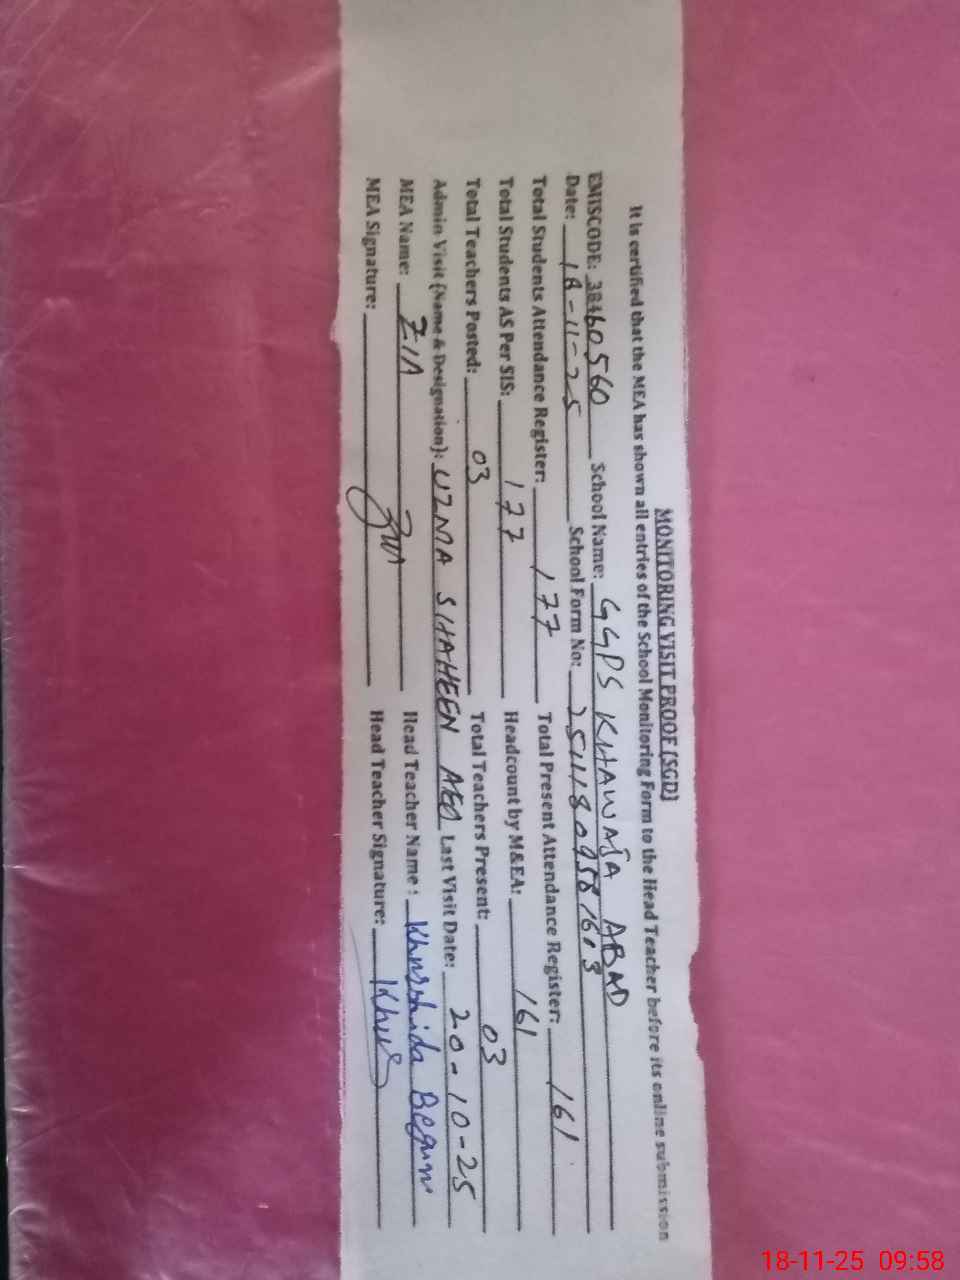 MONITORING VISIT PROOF (SGD)
It is certified that the MEA has shown all entries of the School Monitoring Form to the Head Teacher before its online submission
EMISCODE: 38460560 School Name: GGPS KHAWAJA ABAD
Date: 18-11-25 School Form No: 25111809581613
Total Students Attendance Register: 177 Total Present Attendance Register: 161
Total Students AS Per SIS: 177 Headcount by M&EA: 161
Total Teachers Posted: 03 Total Teachers Present: 03
Admin Visit (Name & Designation): UZMA SHAHEEN AEO Last Visit Date: 20-10-25
MEA Name: ZIA Head Teacher Name: Khurshida Begum
MEA Signature: Head Teacher Signature: Khurs
18-11-25 09:58